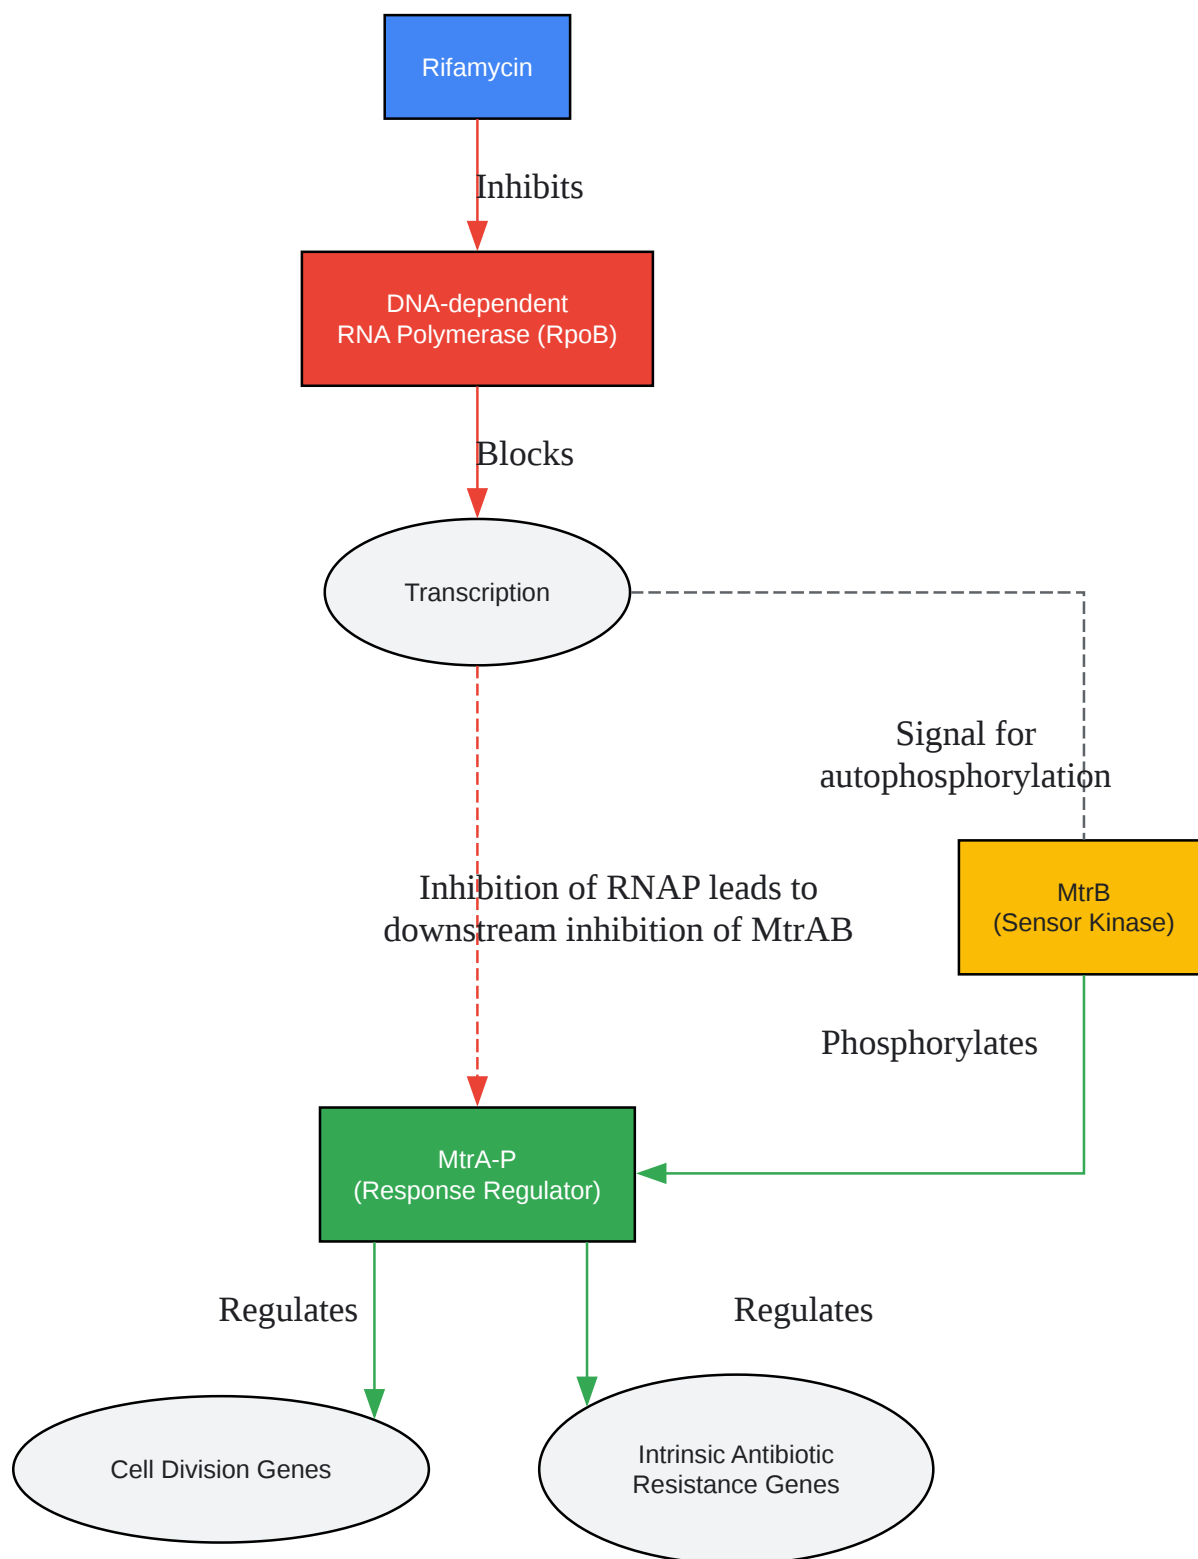 Rifamycin
Inhibits
DNA-dependent
RNA Polymerase (RpoB)
Blocks
Transcription
Signal for
autophosphorylation
Inhibition of RNAP leads to
downstream inhibition of MtrAB
MtrB
(Sensor Kinase)
Phosphorylates
MtrA-P
(Response Regulator)
Regulates
Regulates
Cell Division Genes
Intrinsic Antibiotic
Resistance Genes